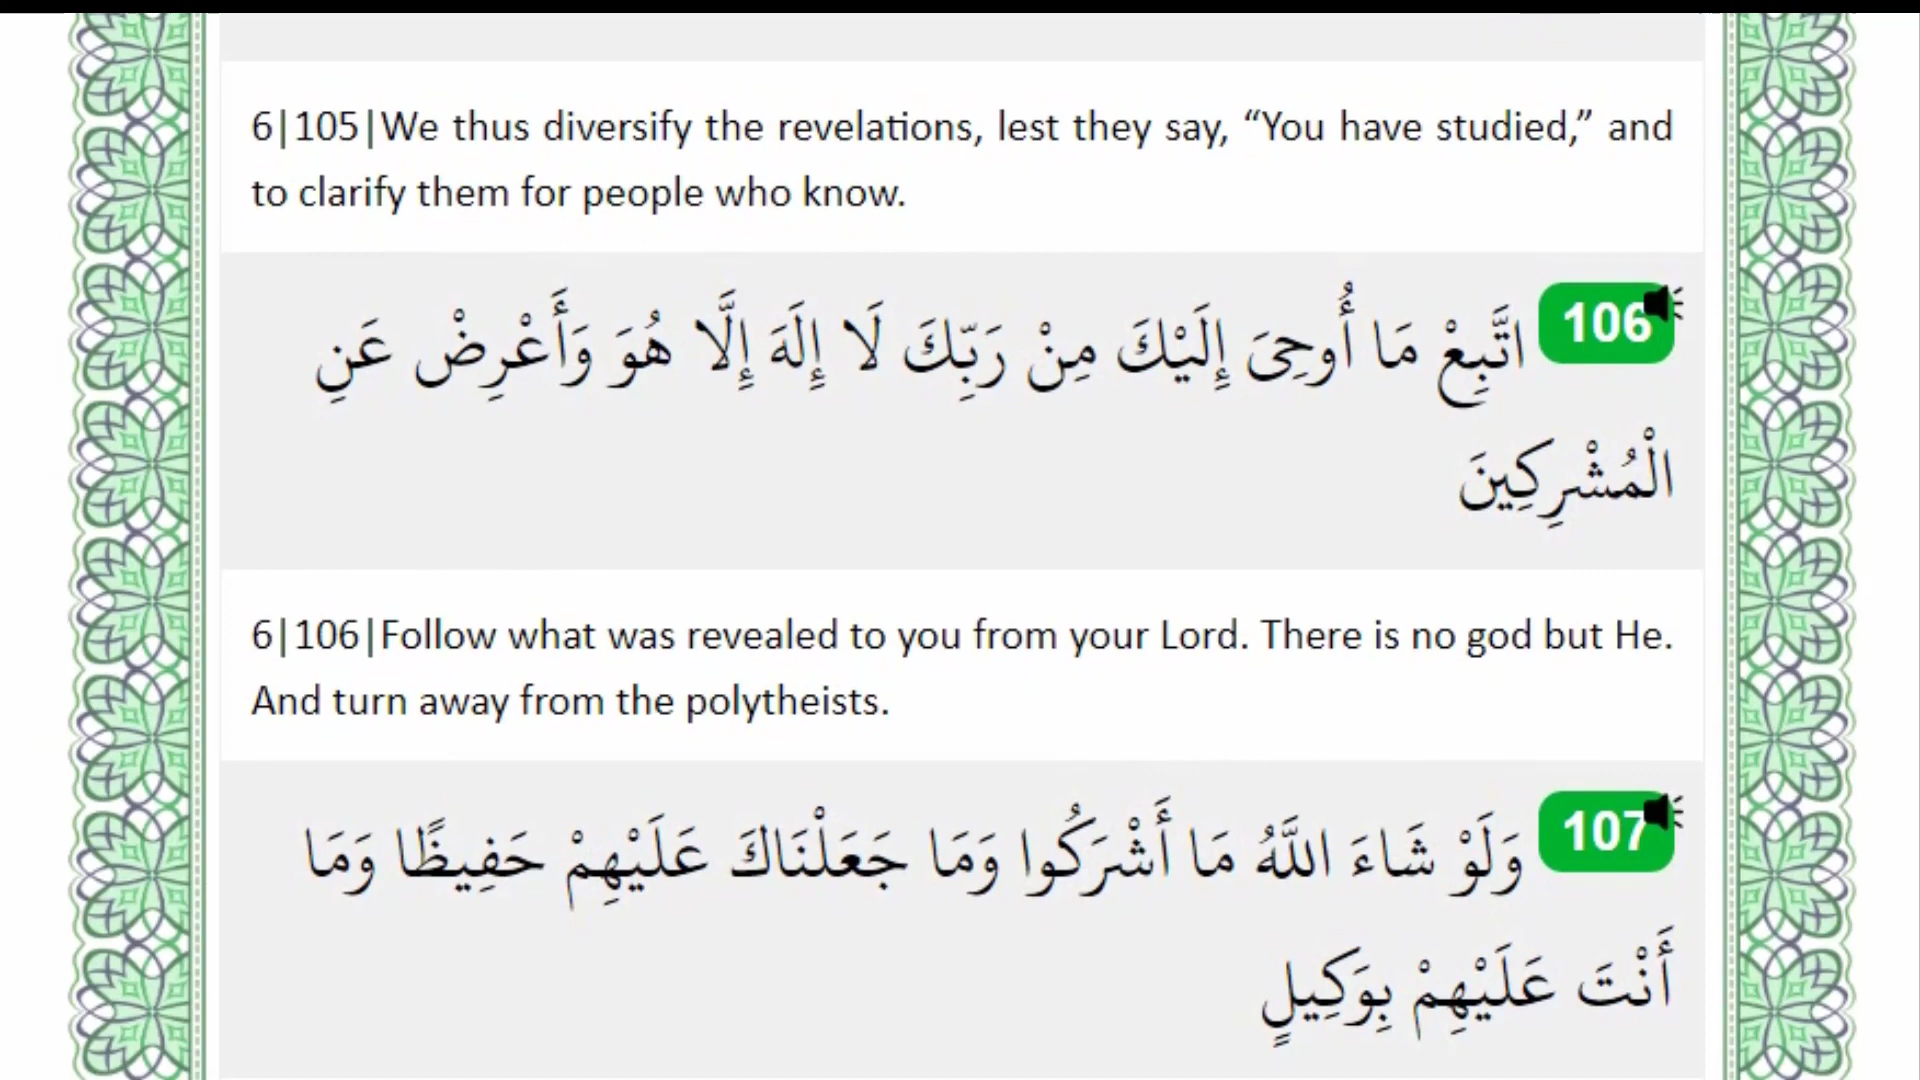 6|105|We thus diversify the revelations, lest they say, “You have studied,” and
to clarify them for people who know.
106 اتَّبِعْ مَا أُوحِىَ إِلَيْكَ مِنْ رَبِّكَ لَا إِلَهَ إِلَّا هُوَ وَأَعْرِضْ عَنِ
الْمُشْرِكِينَ
6|106|Follow what was revealed to you from your Lord. There is no god but He.
And turn away from the polytheists.
107 وَلَوْ شَاءَ اللَّهُ مَا أَشْرَكُوا وَمَا جَعَلْنَاكَ عَلَيْهِمْ حَفِيظًا وَمَا
أَنْتَ عَلَيْهِمْ بِوَكِيلٍ